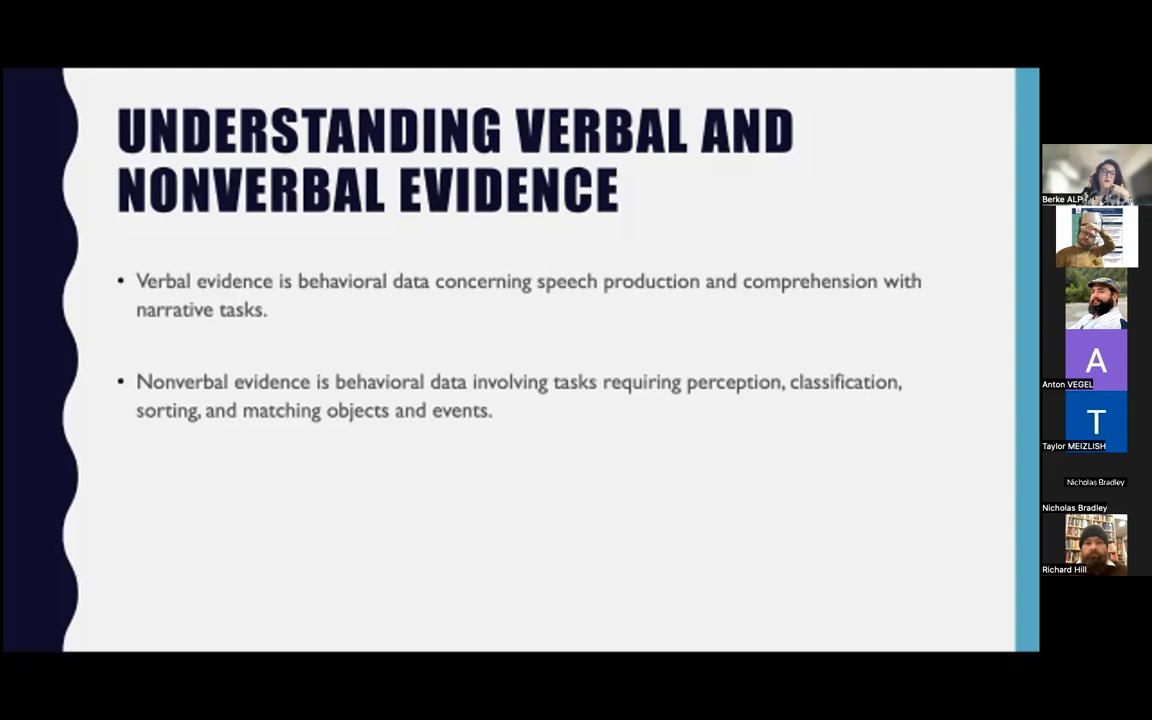 UNDERSTANDING VERBAL AND
NONVERBAL EVIDENCE
• Verbal evidence is behavioral data concerning speech production and comprehension with
narrative tasks.
• Nonverbal evidence is behavioral data involving tasks requiring perception, classification,
sorting, and matching objects and events.
Berke ALP
A
Anton VEGEL
T
Taylor MEIZLISH
Nicholas Bradley
Nicholas Bradley
Richard Hill